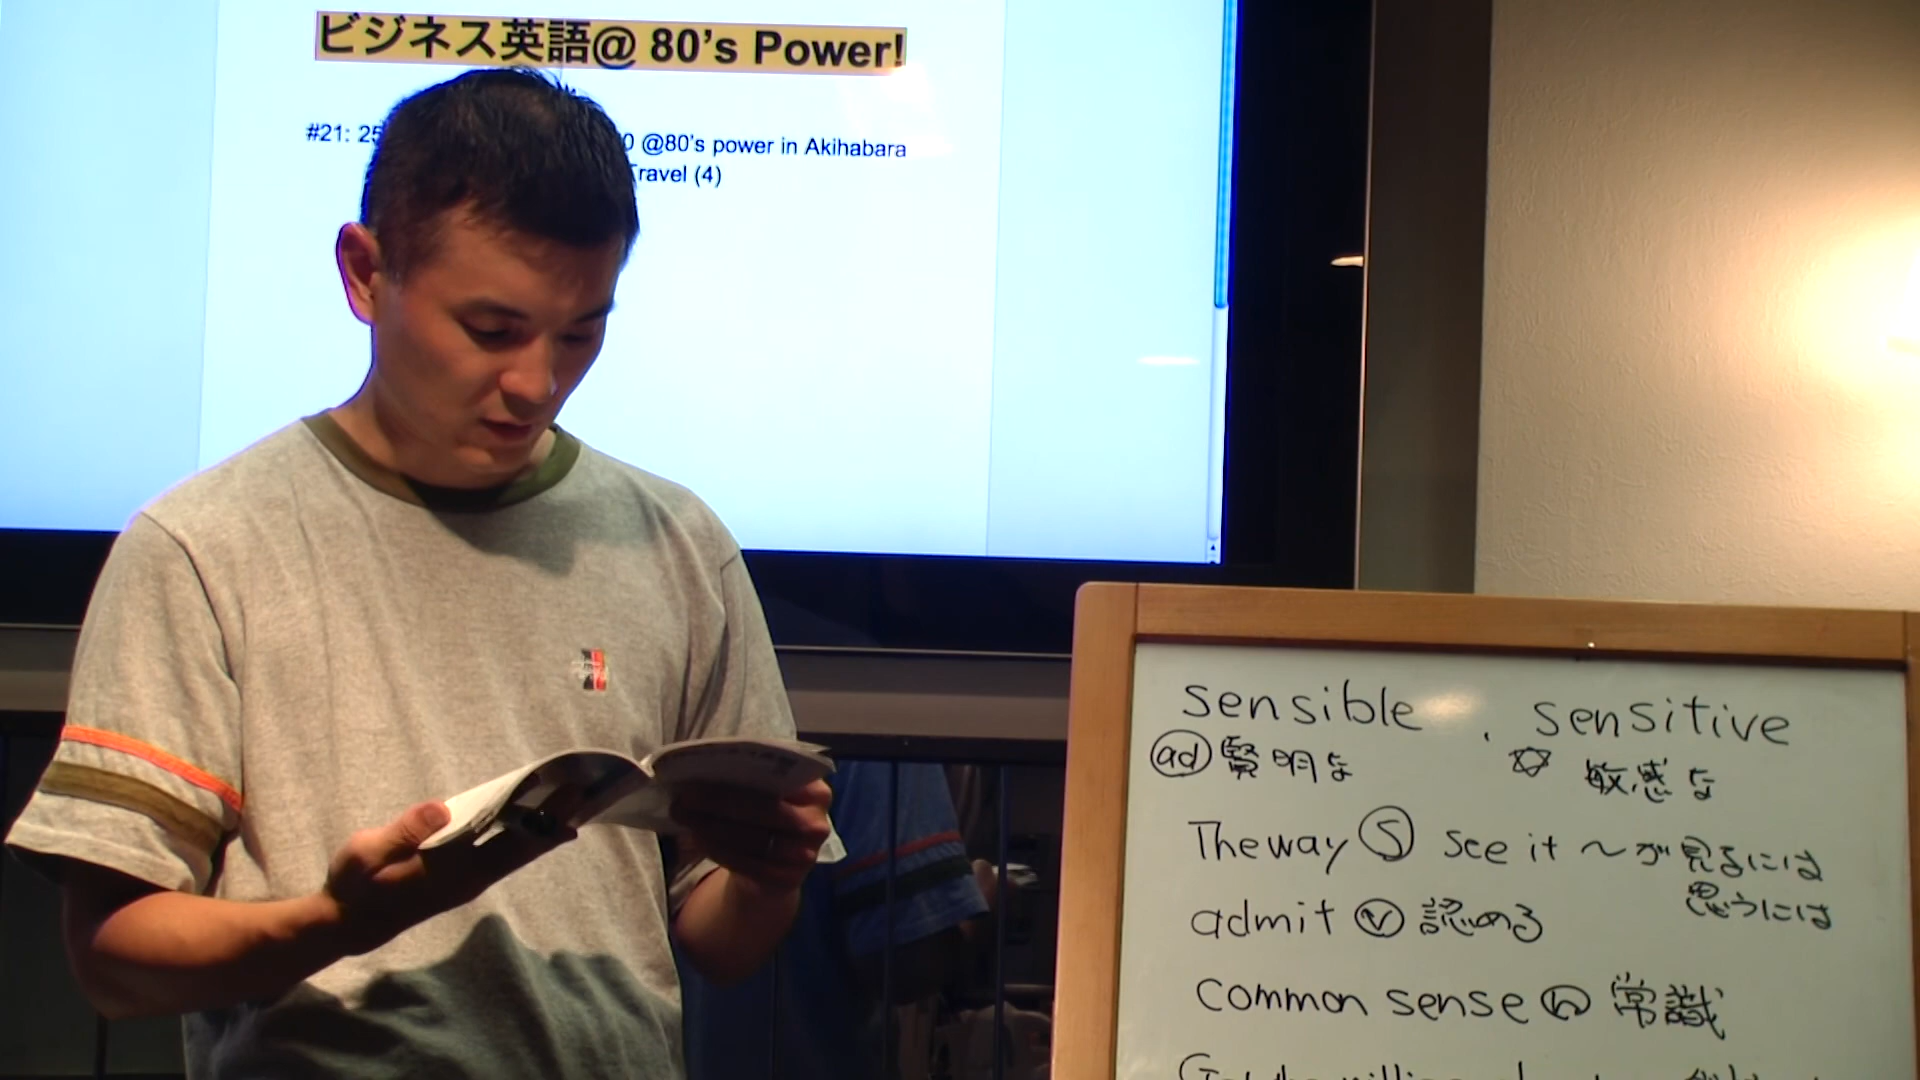 ビジネス英語@ 80's Power!
#21: 25 @80's power in Akihabara
Travel (4)
sensible , sensitive
ad 賢明な ☆ 敏感な
The way S see it ～が見るには
思うには
admit v 認める
common sense n 常識